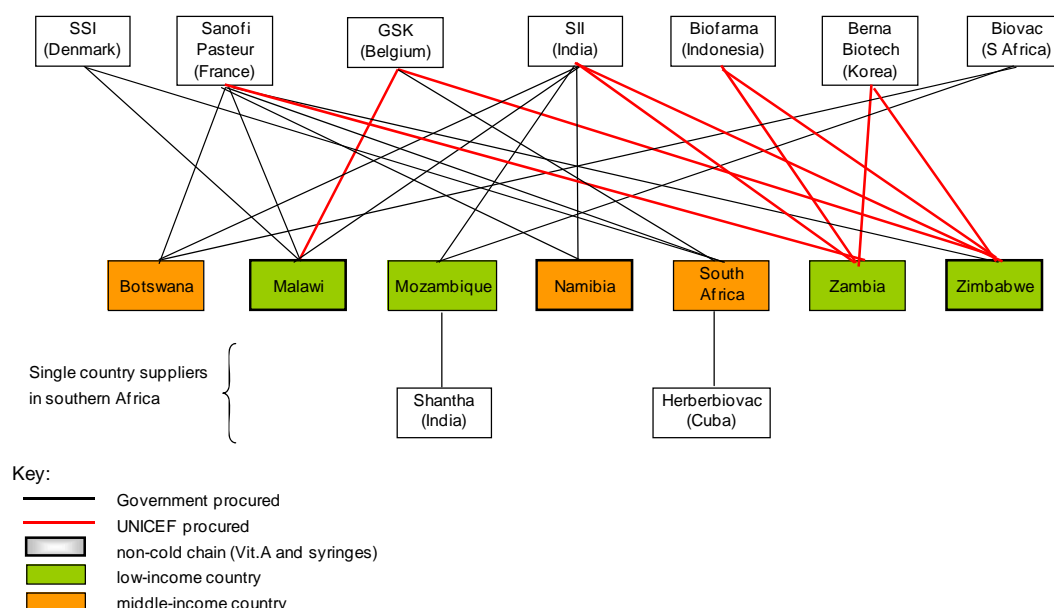 SSI
(Denmark)
Sanofi
Pasteur
(France)
GSK
(Belgium)
SII
(India)
Biofarma
(Indonesia)
Berna
Biotech
(Korea)
Biovac
(S Africa)
Botswana
Malawi
Mozambique
Namibia
South
Africa
Zambia
Zimbabwe
Single country suppliers
in southern Africa
Shantha
(India)
Herberbiovac
(Cuba)
Key:
Government procured
UNICEF procured
non-cold chain (Vit.A and syringes)
low-income country
middle-income country